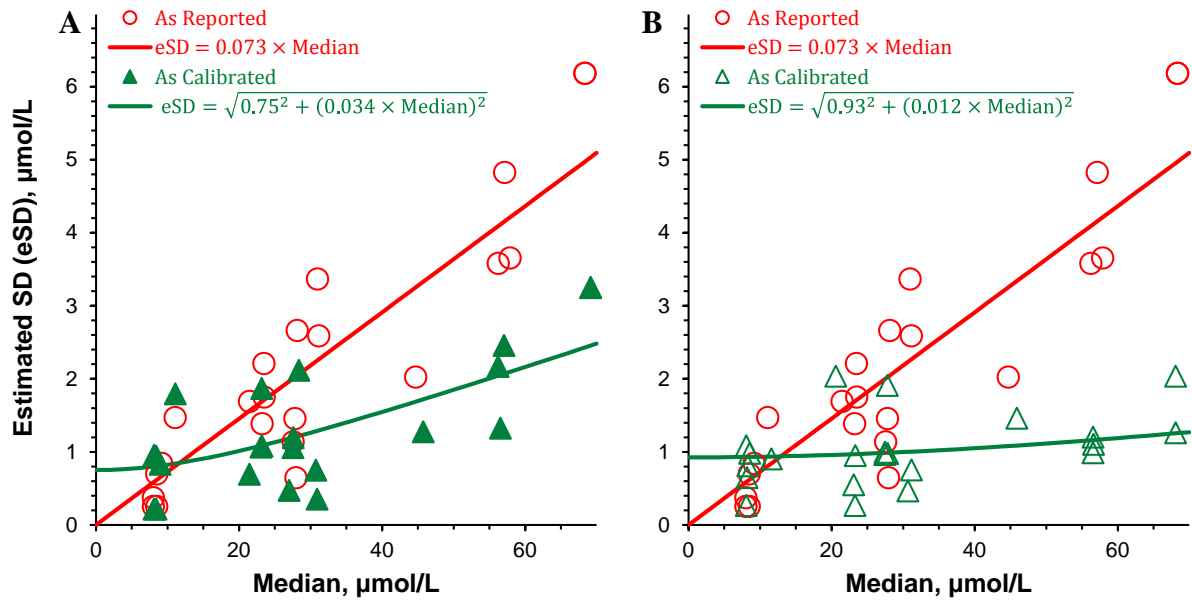 A
As Reported
eSD = 0.073 × Median
As Calibrated
eSD = √0.75² + (0.034 × Median)²
Estimated SD (eSD), µmol/L
6
5
4
3
2
1
0
0 20 40 60
Median, µmol/L
B
As Reported
eSD = 0.073 × Median
As Calibrated
eSD = √0.93² + (0.012 × Median)²
6
5
4
3
2
1
0
0 20 40 60
Median, µmol/L